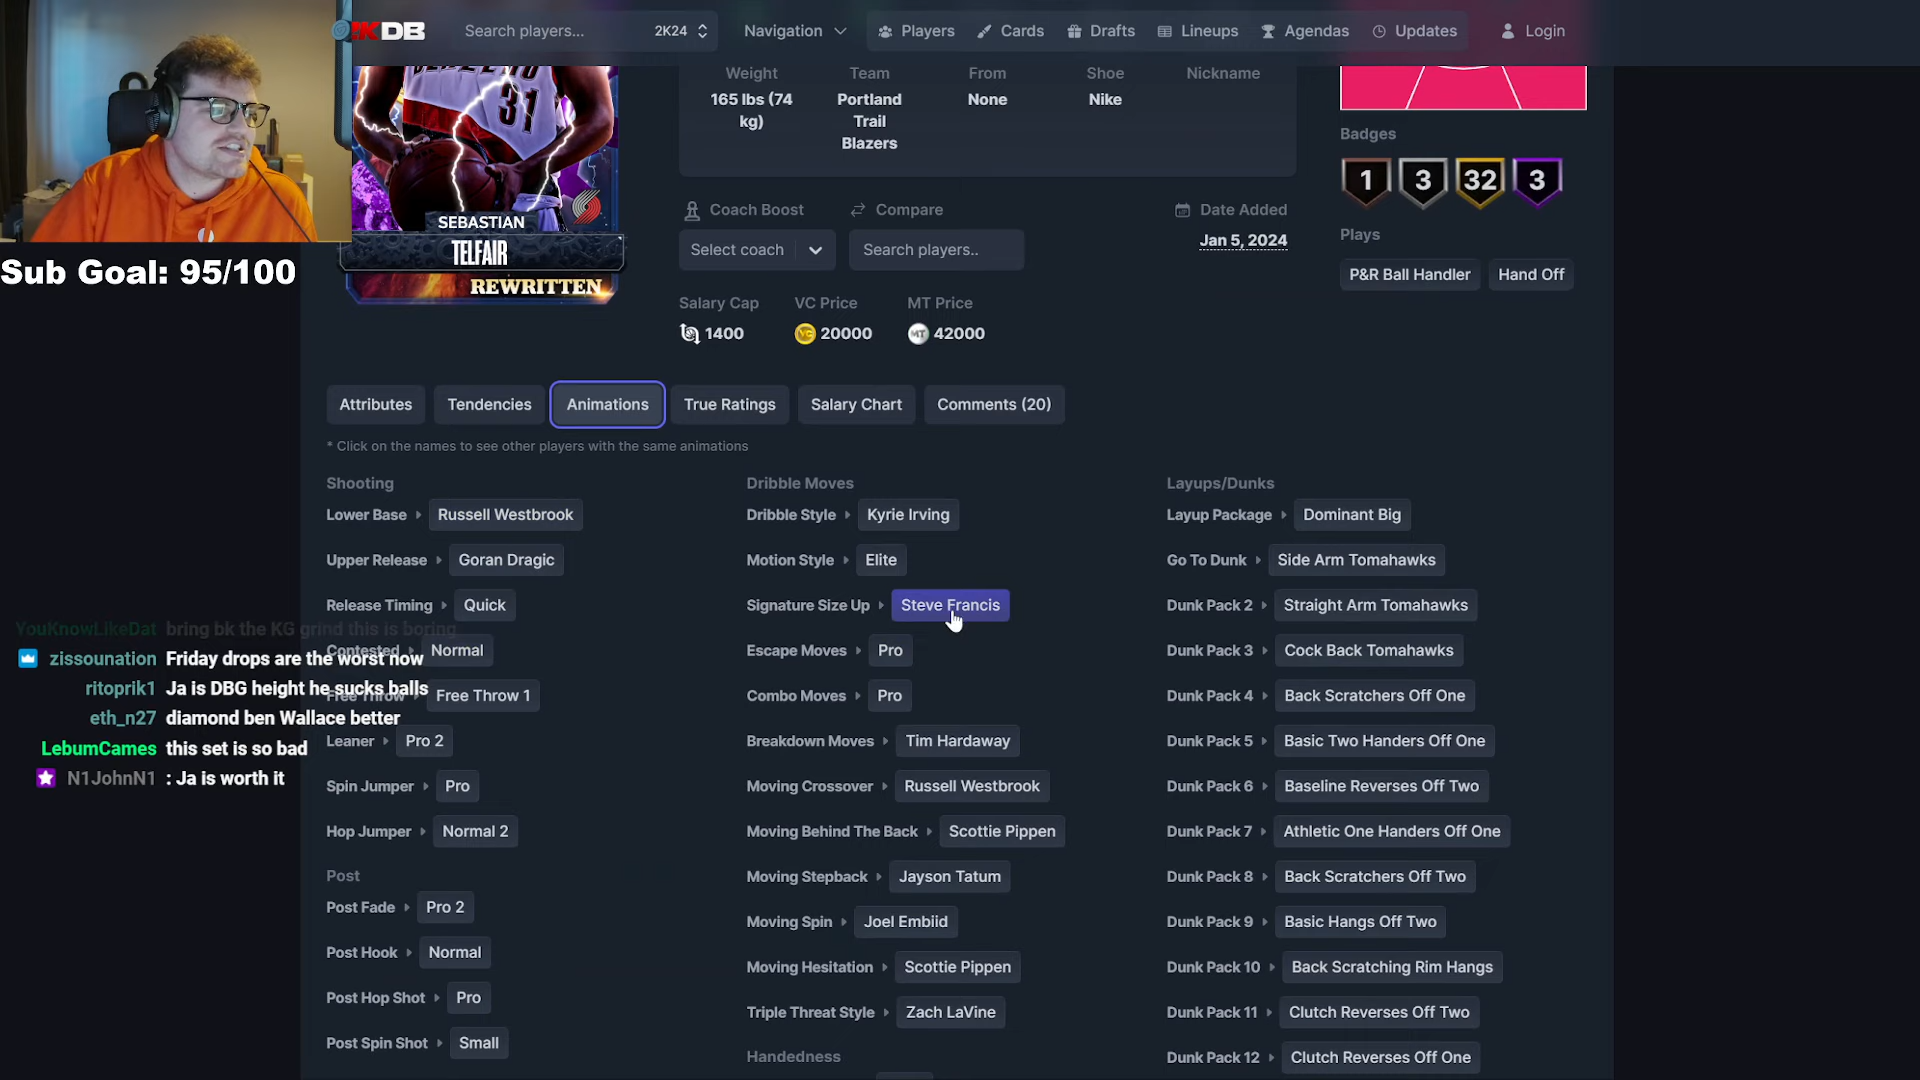 2KDB
Search players...
2K24
Navigation
Players
Cards
Drafts
Lineups
Agendas
Updates
Login
31
SEBASTIAN
TELFAIR
REWRITTEN
Weight
165 lbs (74 kg)
Team
Portland Trail Blazers
From
None
Shoe
Nike
Nickname
Coach Boost
Select coach
Compare
Search players..
Date Added
Jan 5, 2024
Salary Cap
1400
VC Price
VC 20000
MT Price
MT 42000
Badges
1 3 32 3
Plays
P&R Ball Handler
Hand Off
Sub Goal: 95/100
Attributes
Tendencies
Animations
True Ratings
Salary Chart
Comments (20)
* Click on the names to see other players with the same animations
Shooting
Lower Base Russell Westbrook
Upper Release Goran Dragic
Release Timing Quick
Contested Normal
Free Throw Free Throw 1
Leaner Pro 2
Spin Jumper Pro
Hop Jumper Normal 2
Post
Post Fade Pro 2
Post Hook Normal
Post Hop Shot Pro
Post Spin Shot Small
Dribble Moves
Dribble Style Kyrie Irving
Motion Style Elite
Signature Size Up Steve Francis
Escape Moves Pro
Combo Moves Pro
Breakdown Moves Tim Hardaway
Moving Crossover Russell Westbrook
Moving Behind The Back Scottie Pippen
Moving Stepback Jayson Tatum
Moving Spin Joel Embiid
Moving Hesitation Scottie Pippen
Triple Threat Style Zach LaVine
Handedness
Layups/Dunks
Layup Package Dominant Big
Go To Dunk Side Arm Tomahawks
Dunk Pack 2 Straight Arm Tomahawks
Dunk Pack 3 Cock Back Tomahawks
Dunk Pack 4 Back Scratchers Off One
Dunk Pack 5 Basic Two Handers Off One
Dunk Pack 6 Baseline Reverses Off Two
Dunk Pack 7 Athletic One Handers Off One
Dunk Pack 8 Back Scratchers Off Two
Dunk Pack 9 Basic Hangs Off Two
Dunk Pack 10 Back Scratching Rim Hangs
Dunk Pack 11 Clutch Reverses Off Two
Dunk Pack 12 Clutch Reverses Off One
YouKnowLikeDat bring bk the KG grind this is boring
zissounation Friday drops are the worst now
ritoprik1 Ja is DBG height he sucks balls
eth_n27 diamond ben Wallace better
LebumCames this set is so bad
N1JohnN1 : Ja is worth it